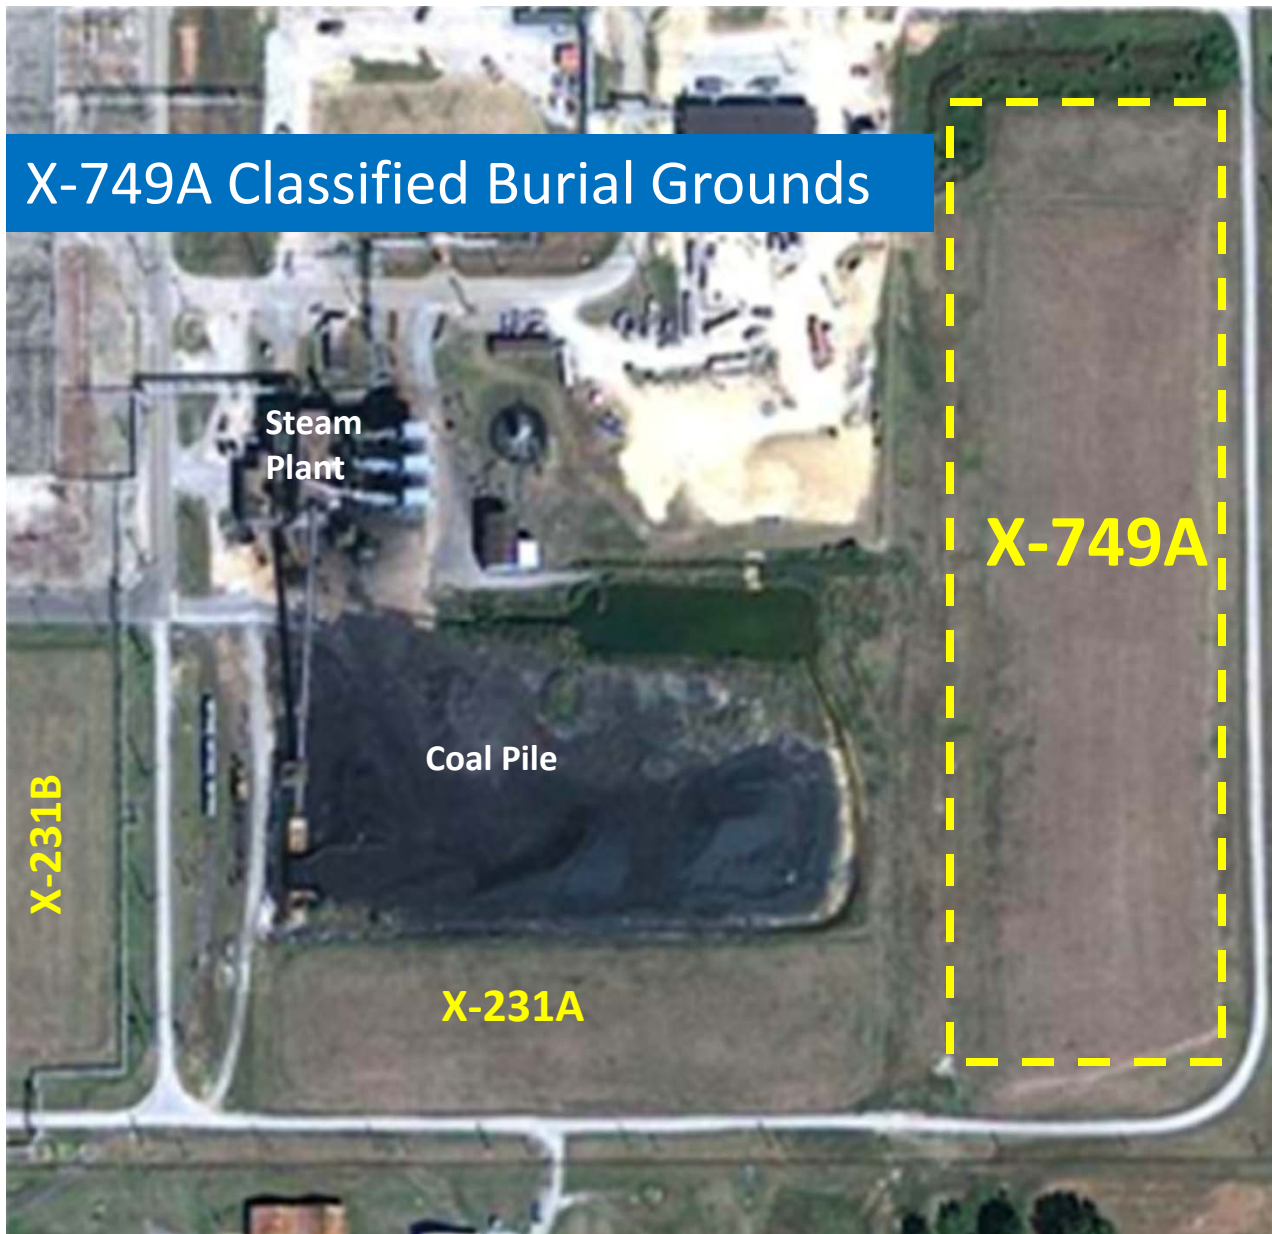 X-749A Classified Burial Grounds
Steam
Plant
X-749A
Coal Pile
X-231B
X-231A